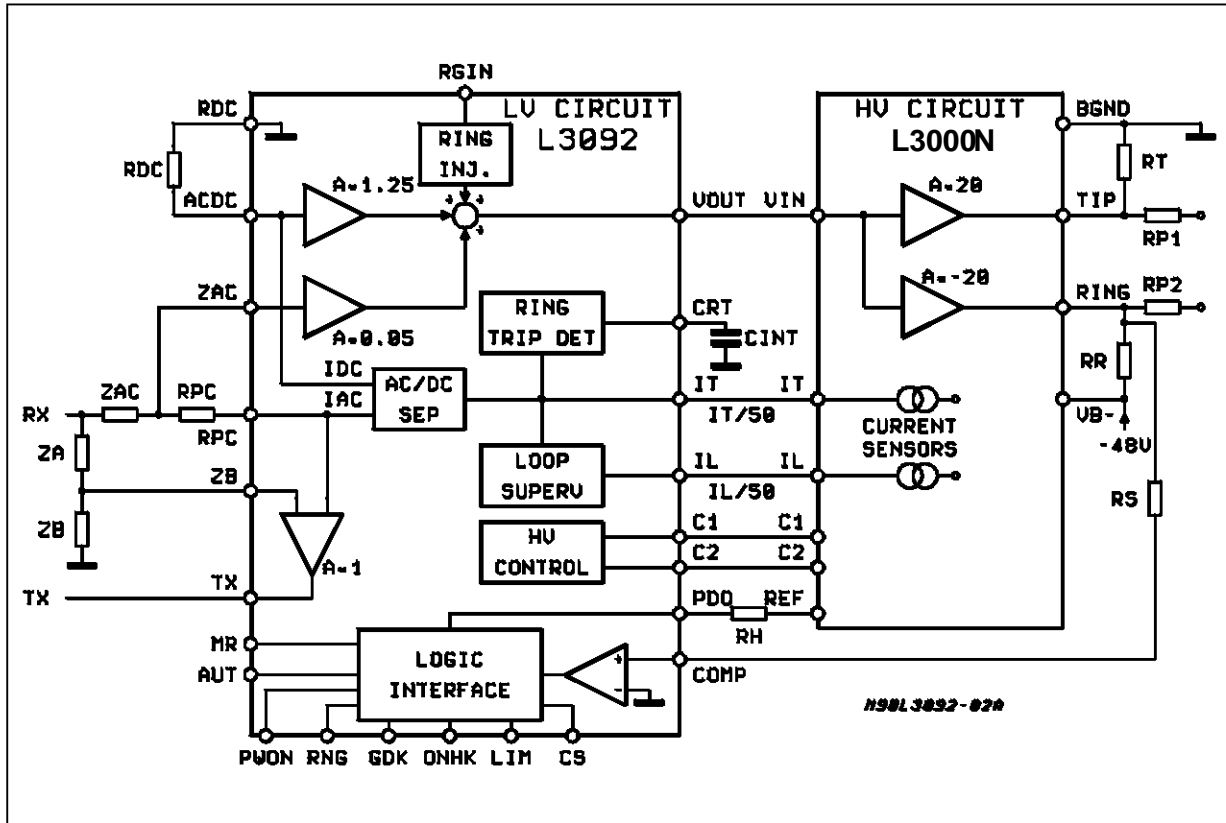 RGIN
LV CIRCUIT
L3092
HV CIRCUIT
L3000N
RDC
BGND
RING
INJ.
RT
RDC
A=1.25
A=20
ACDC
VOUT
VIN
TIP
RP1
ZAC
A=0.05
A=-20
RING
RP2
RING
TRIP DET
CRT
CINT
RR
IDC
ZAC
RPC
IAC
AC/DC
SEP
IT
IT
IT/50
VB-
-48V
RX
RPC
CURRENT
SENSORS
ZA
ZB
LOOP
SUPERV
IL
IL
IL/50
RS
ZB
A=1
HV
CONTROL
C1
C1
C2
C2
TX
TX
PDO
REF
RH
MR
AUT
LOGIC
INTERFACE
+
-
COMP
M90L3092-02A
PWON
RNG
GDK
ONHK
LIM
CS